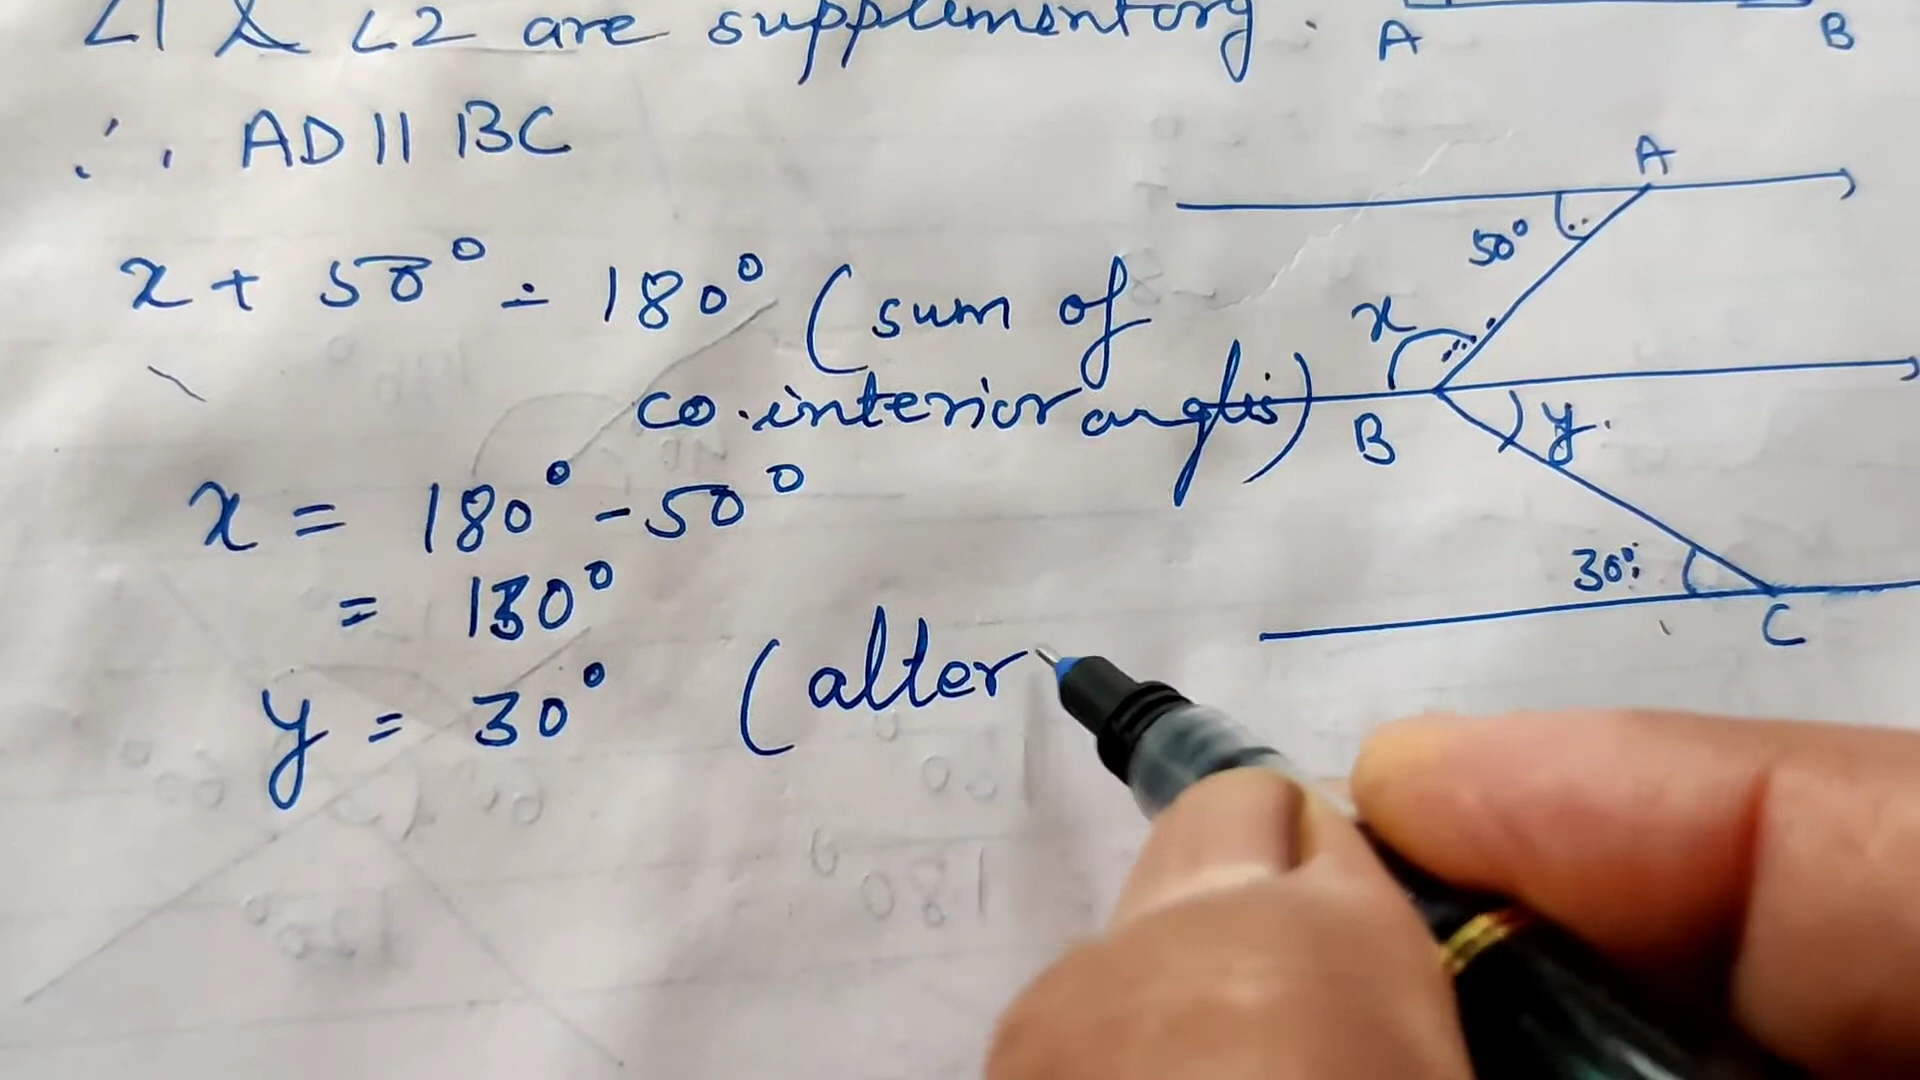 ∠1 & ∠2 are supplementory.
∴ AD || BC
x + 50° = 180° (sum of
co-interior angles)
x = 180° - 50°
= 130°
y = 30° (alter
A B
A
50°
x
B
y.
30°
C